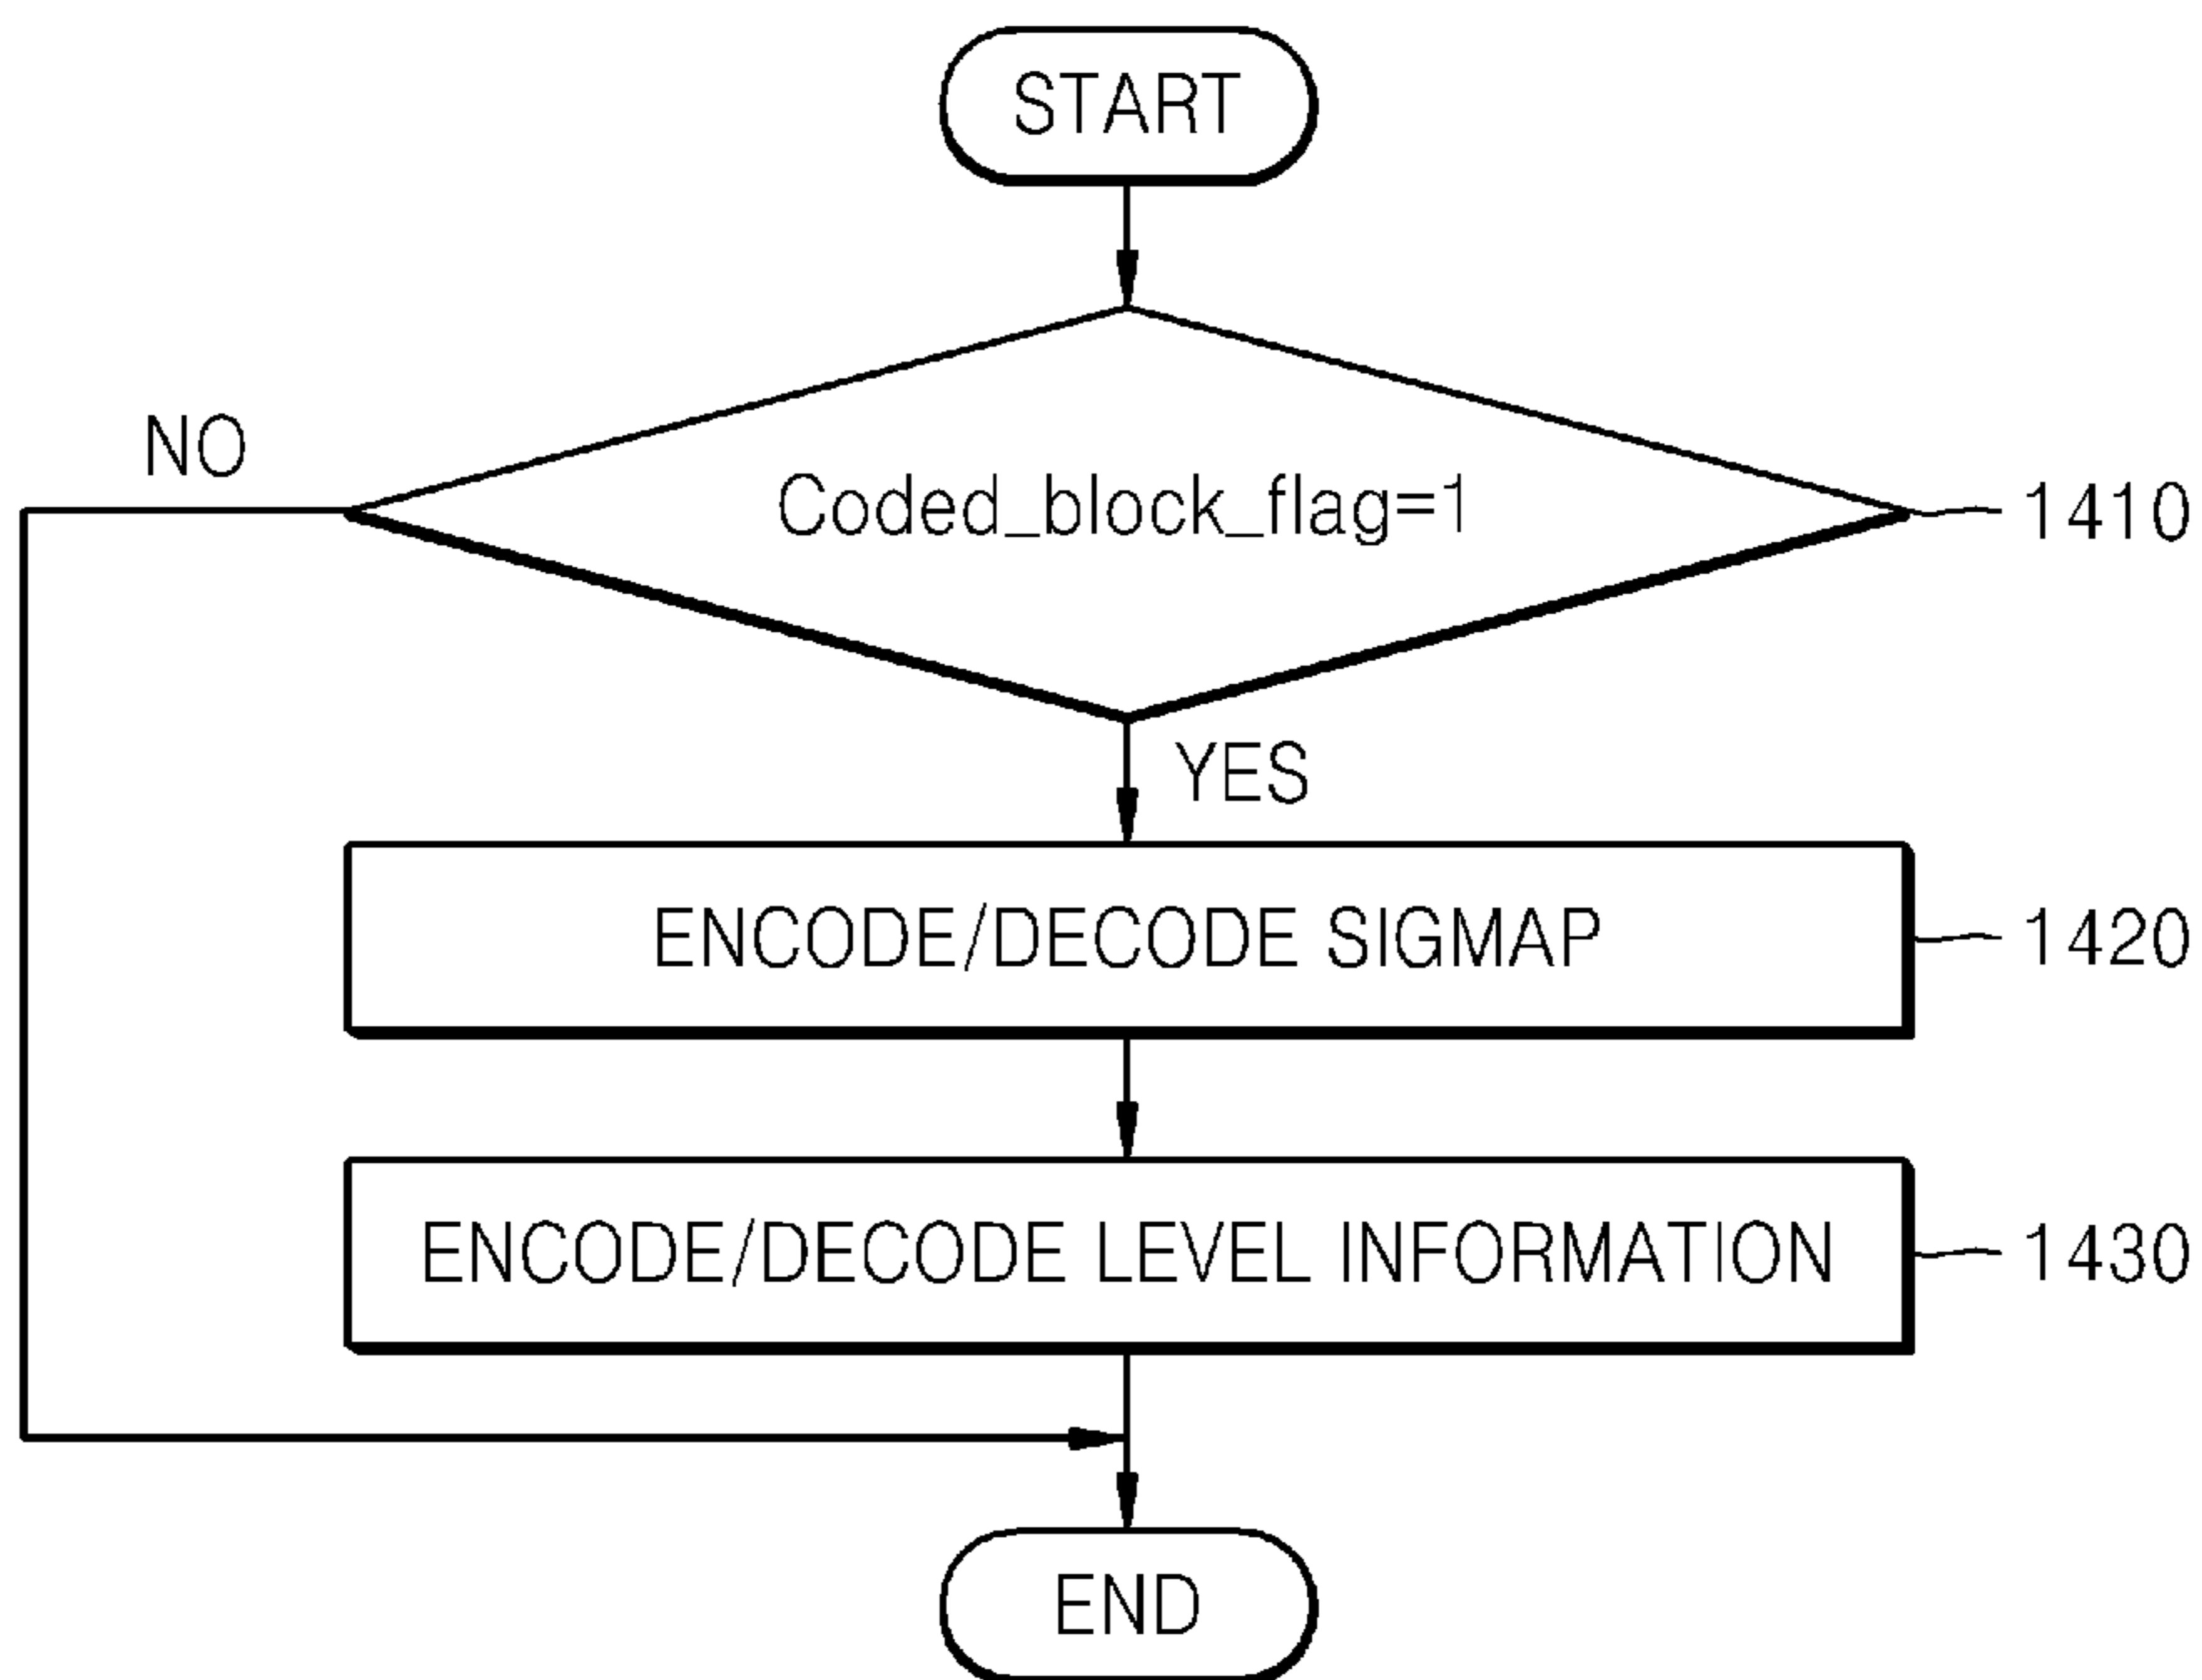 START
NO
Coded_block_flag=1
1410
YES
ENCODE/DECODE SIGMAP
1420
ENCODE/DECODE LEVEL INFORMATION
1430
END